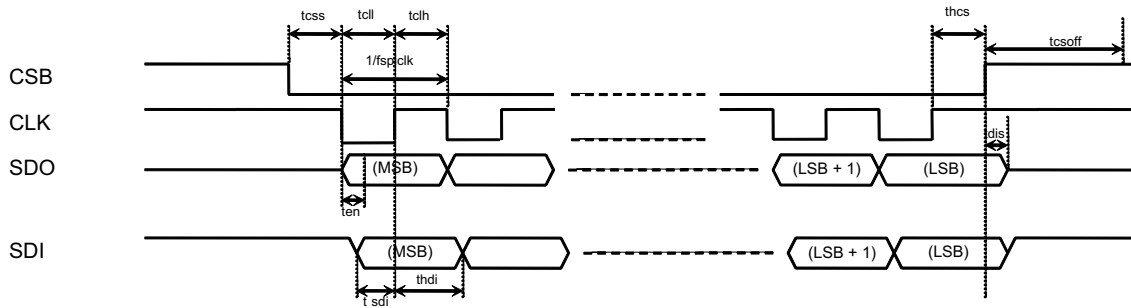 tcss tcll tclh thcs
tcsoff
1/fspiclk
CSB
CLK
dis
SDO (MSB) (LSB + 1) (LSB)
ten
SDI (MSB) (LSB + 1) (LSB)
thdi
t sdi